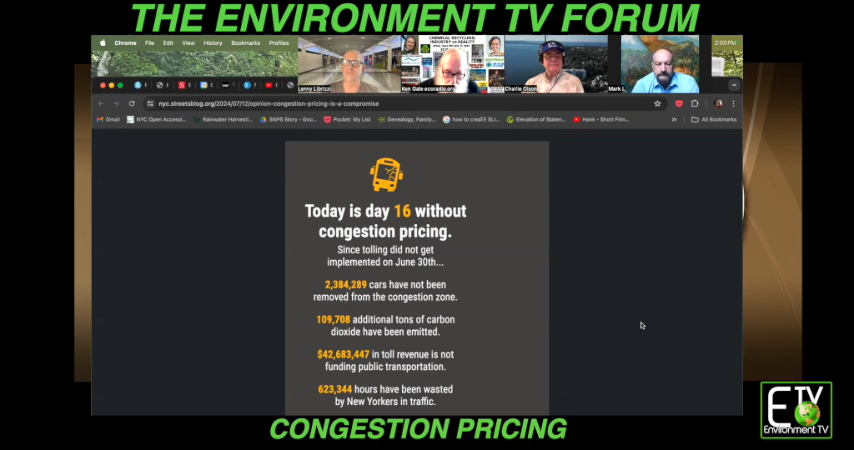 THE ENVIRONMENT TV FORUM
Chrome File Edit View History Bookmarks Profiles
2:00 PM
CHEMICAL RECYCLING:
INDUSTRY vs REALITY
Lenny Librizzi
Ken Gale ecoradio.org
Charlie Olson
Mark L
nyc.streetsblog.org/2024/07/12/opinion-congestion-pricing-is-a-compromise
Gmail
NYC Open Accessi...
Rainwater Harvesti...
SNPS Story - Goo...
Pocket: My List
Genealogy, Family...
how to creatE SLI...
Elevation of Staten...
Hank - Short Film...
All Bookmarks
Today is day 16 without
congestion pricing.
Since tolling did not get
implemented on June 30th...
2,384,289 cars have not been
removed from the congestion zone.
109,708 additional tons of carbon
dioxide have been emitted.
$42,683,447 in toll revenue is not
funding public transportation.
623,344 hours have been wasted
by New Yorkers in traffic.
CONGESTION PRICING
ETV
Environment TV